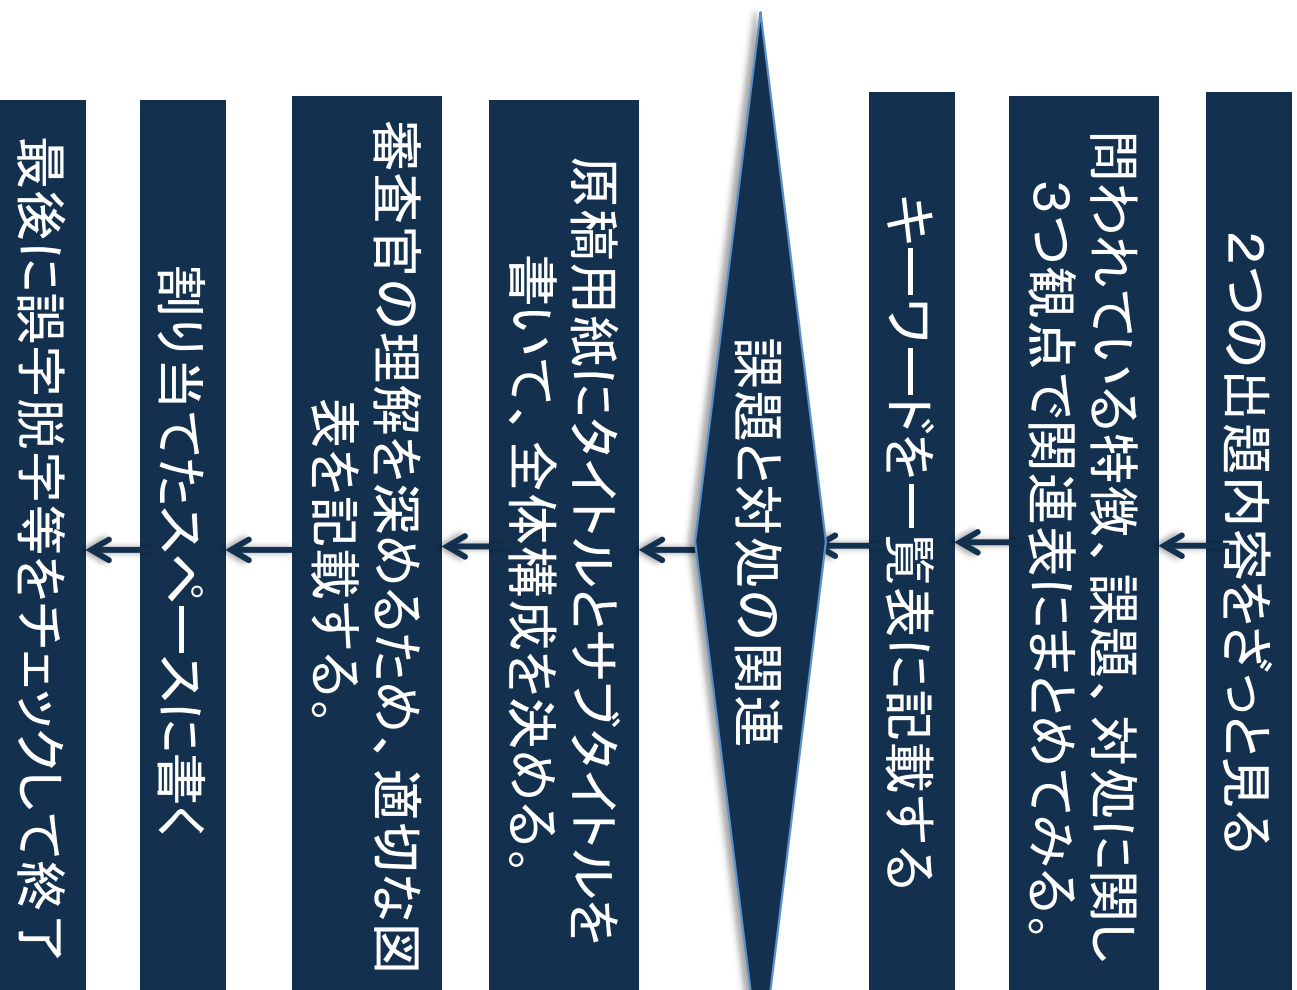 2つの出題内容をざっと見る
問われている特徴、課題、対処に関し
3つ観点で関連表にまとめてみる。
キーワードを一覧表に記載する
課題と対処の関連
原稿用紙にタイトルとサブタイトルを
書いて、全体構成を決める。
審査官の理解を深めるため、適切な図
表を記載する。
割り当てたスペースに書く
最後に誤字脱字等をチェックして終了